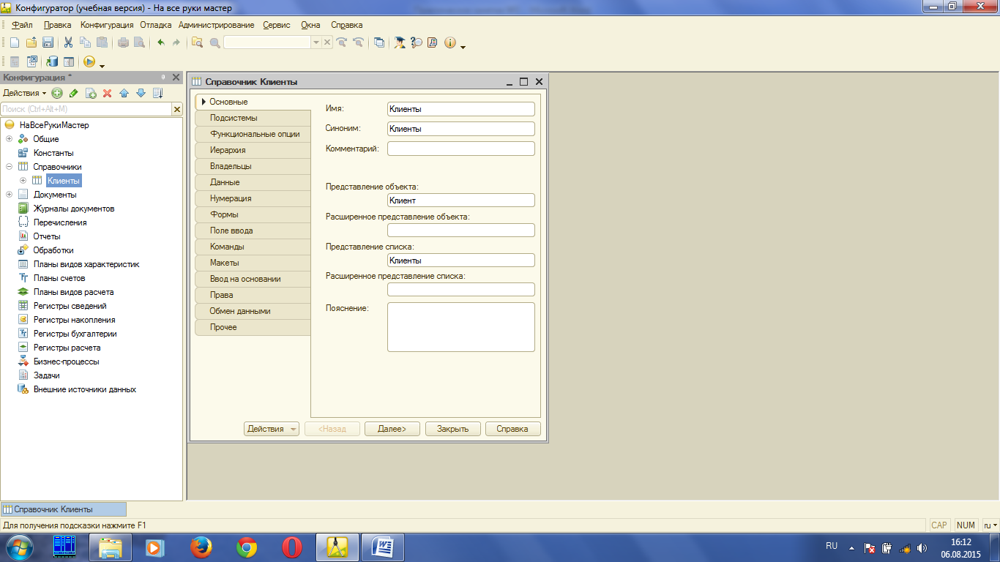 Конфигуратор (учебная версия) - На все руки мастер
Файл Правка Конфигурация Отладка Администрирование Сервис Окна Справка
Конфигурация *
Действия
Поиск (Ctrl+Alt+M)
НаВсеРукиМастер
Общие
Константы
Справочники
Клиенты
Документы
Журналы документов
Перечисления
Отчеты
Обработки
Планы видов характеристик
Планы счетов
Планы видов расчета
Регистры сведений
Регистры накопления
Регистры бухгалтерии
Регистры расчета
Бизнес-процессы
Задачи
Внешние источники данных
Справочник Клиенты
Основные
Подсистемы
Функциональные опции
Иерархия
Владельцы
Данные
Нумерация
Формы
Поле ввода
Команды
Макеты
Ввод на основании
Права
Обмен данными
Прочее
Имя: Клиенты
Синоним: Клиенты
Комментарий:
Представление объекта:
Клиент
Расширенное представление объекта:
Представление списка:
Клиенты
Расширенное представление списка:
Пояснение:
Действия <Назад Далее> Закрыть Справка
Справочник Клиенты
Для получения подсказки нажмите F1
CAP NUM ru
RU
16:12
06.08.2015